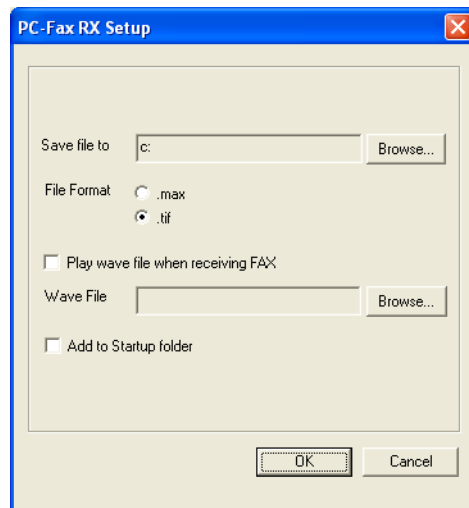 PC-Fax RX Setup
Save file to c: Browse...
File Format .max
.tif
Play wave file when receiving FAX
Wave File Browse...
Add to Startup folder
OK Cancel